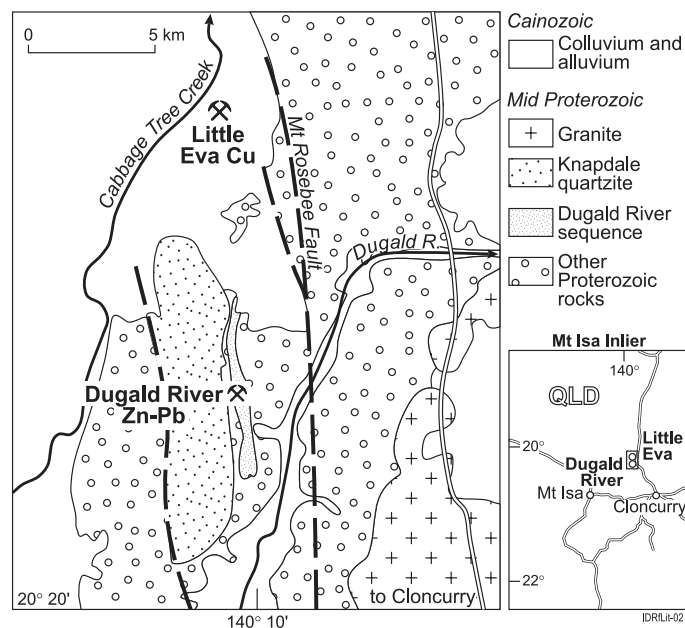 0 5 km
Cabbage Tree Creek
Little
Eva Cu
Mt Rosebee Fault
Dugald R.
Dugald River
Zn-Pb
20° 20'
140° 10'
to Cloncurry
Cainozoic
Colluvium and
alluvium
Mid Proterozoic
Granite
Knapdale
quartzite
Dugald River
sequence
Other
Proterozoic
rocks
Mt Isa Inlier
140°
QLD
20°
Little
Eva
Dugald
River
Mt Isa
Cloncurry
22°
IDRfLit-02